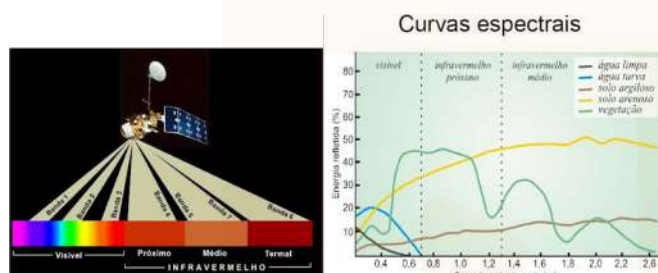 Curvas espectrais
Banda 1
Banda 2
Banda 3
Banda 4
Banda 5
Banda 7
Banda 6
Visível
Próximo
Médio
Termal
INFRAVERMELHO
visível
infravermelho
próximo
infravermelho
médio
água limpa
água turva
solo argiloso
solo arenoso
vegetação
Energia refletida (%)
80
70
60
50
40
30
20
10
0.4
0.6
0.8
1.0
1.2
1.4
1.6
1.8
2.0
2.2
2.4
2,6